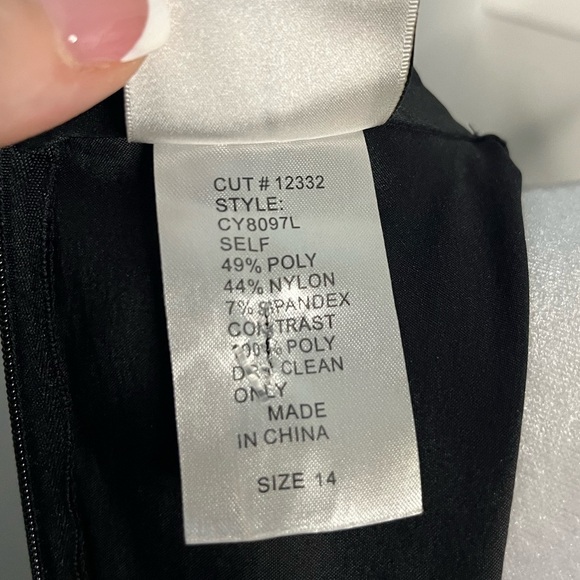 CUT # 12332
STYLE:
CY8097L
SELF
49% POLY
44% NYLON
7% SPANDEX
CONTRAST
100% POLY
DRY CLEAN
ONLY
MADE
IN CHINA
SIZE 14